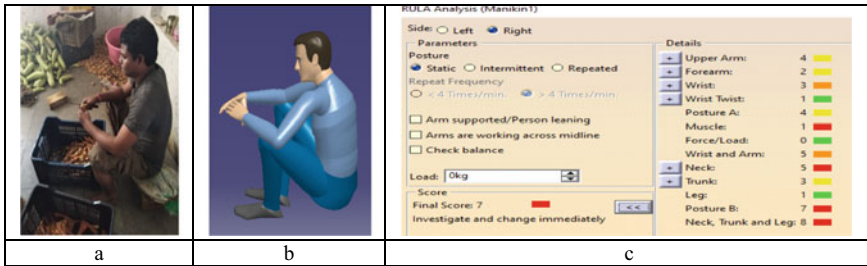 RULA Analysis (Manikin1)
Side: Left Right
Parameters
Posture
Static Intermittent Repeated
Repeat Frequency
< 4 Times/min. > 4 Times/min.
Arm supported/Person leaning
Arms are working across midline
Check balance
Load: 0kg
Score
Final Score: 7
<<
Investigate and change immediately
Details
+ Upper Arm: 4
+ Forearm: 2
+ Wrist: 3
+ Wrist Twist: 1
Posture A: 4
Muscle: 1
Force/Load: 0
Wrist and Arm: 5
+ Neck: 5
+ Trunk: 3
Leg: 1
Posture B: 7
Neck, Trunk and Leg: 8
a
b
c